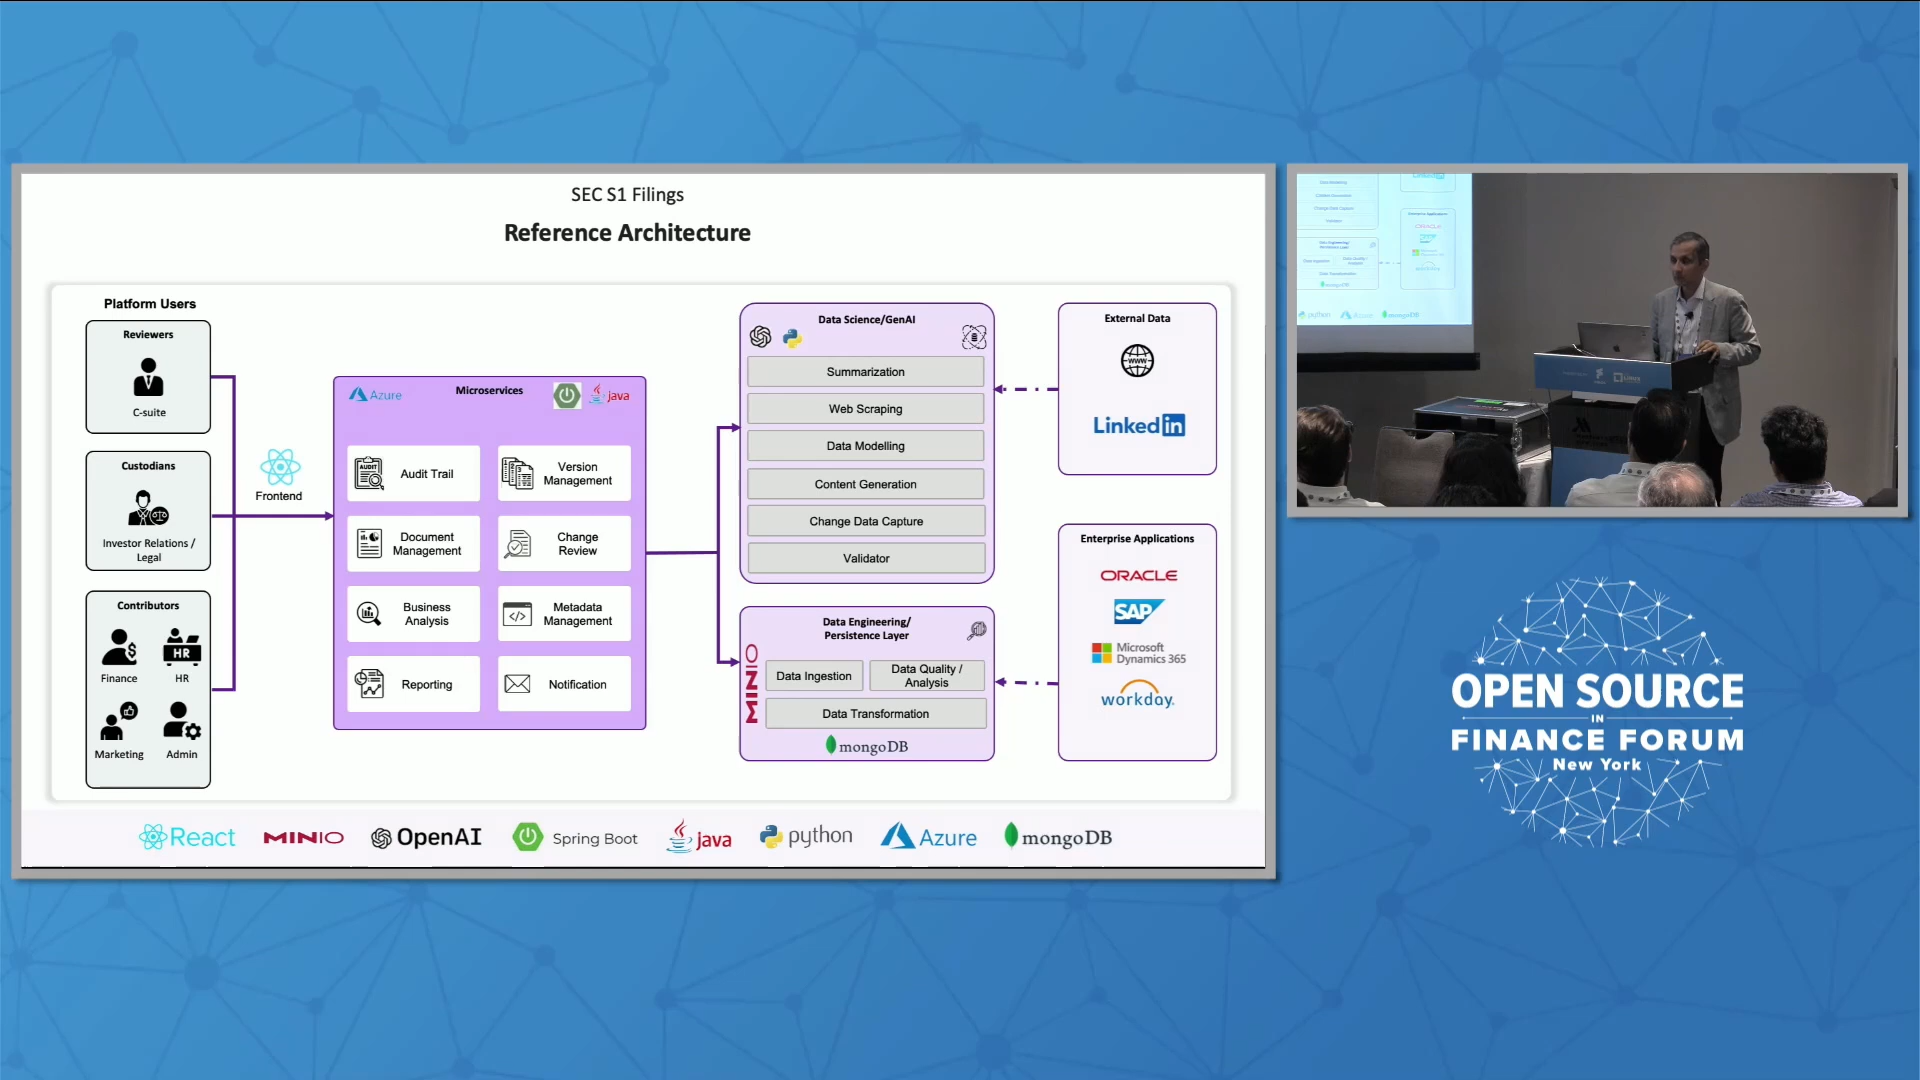 SEC S1 Filings
Reference Architecture
Platform Users
Reviewers
C-suite
Custodians
Investor Relations /
Legal
Contributors
Finance
HR
HR
Marketing
Admin
Frontend
Azure
Microservices
java
AUDIT
Audit Trail
Version
Management
Document
Management
Change
Review
Business
Analysis
Metadata
Management
Reporting
Notification
Data Science/GenAI
Summarization
Web Scraping
Data Modelling
Content Generation
Change Data Capture
Validator
Data Engineering/
Persistence Layer
MINIO
Data Ingestion
Data Quality /
Analysis
Data Transformation
mongoDB
External Data
WWW
LinkedIn
Enterprise Applications
ORACLE
SAP
Microsoft
Dynamics 365
workday.
React
MINIO
OpenAI
Spring Boot
java
python
Azure
mongoDB
OPEN SOURCE
IN
FINANCE FORUM
New York